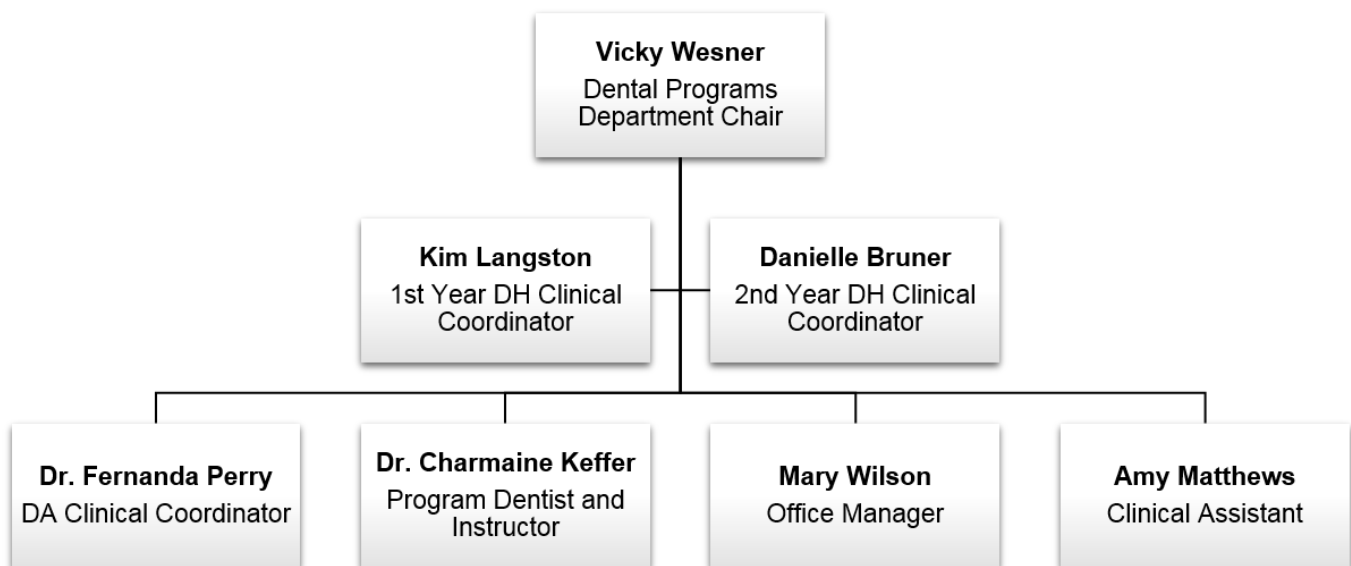 Vicky Wesner
Dental Programs
Department Chair
Kim Langston
1st Year DH Clinical
Coordinator
Danielle Bruner
2nd Year DH Clinical
Coordinator
Dr. Fernanda Perry
DA Clinical Coordinator
Dr. Charmaine Keffer
Program Dentist and
Instructor
Mary Wilson
Office Manager
Amy Matthews
Clinical Assistant